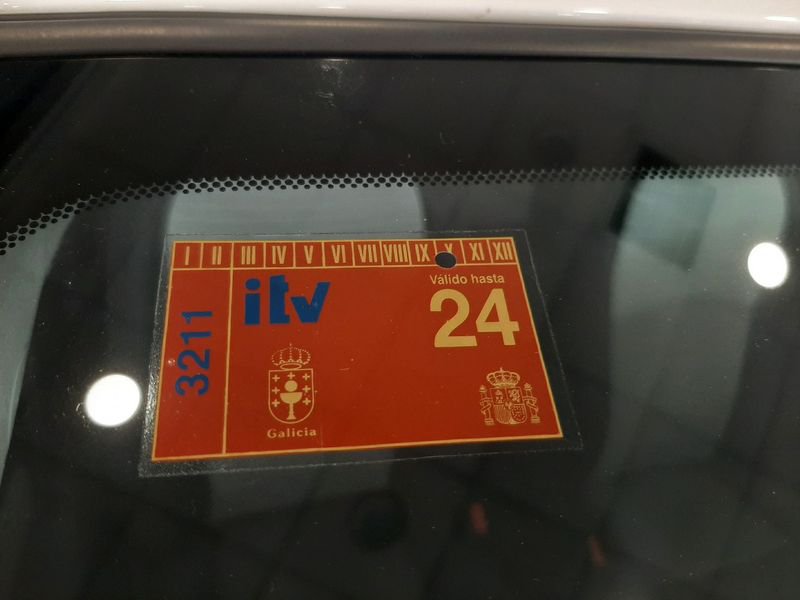 I II III IV V VI VII VIII IX X XI XII
3211
itv
Válido hasta
24
Galicia